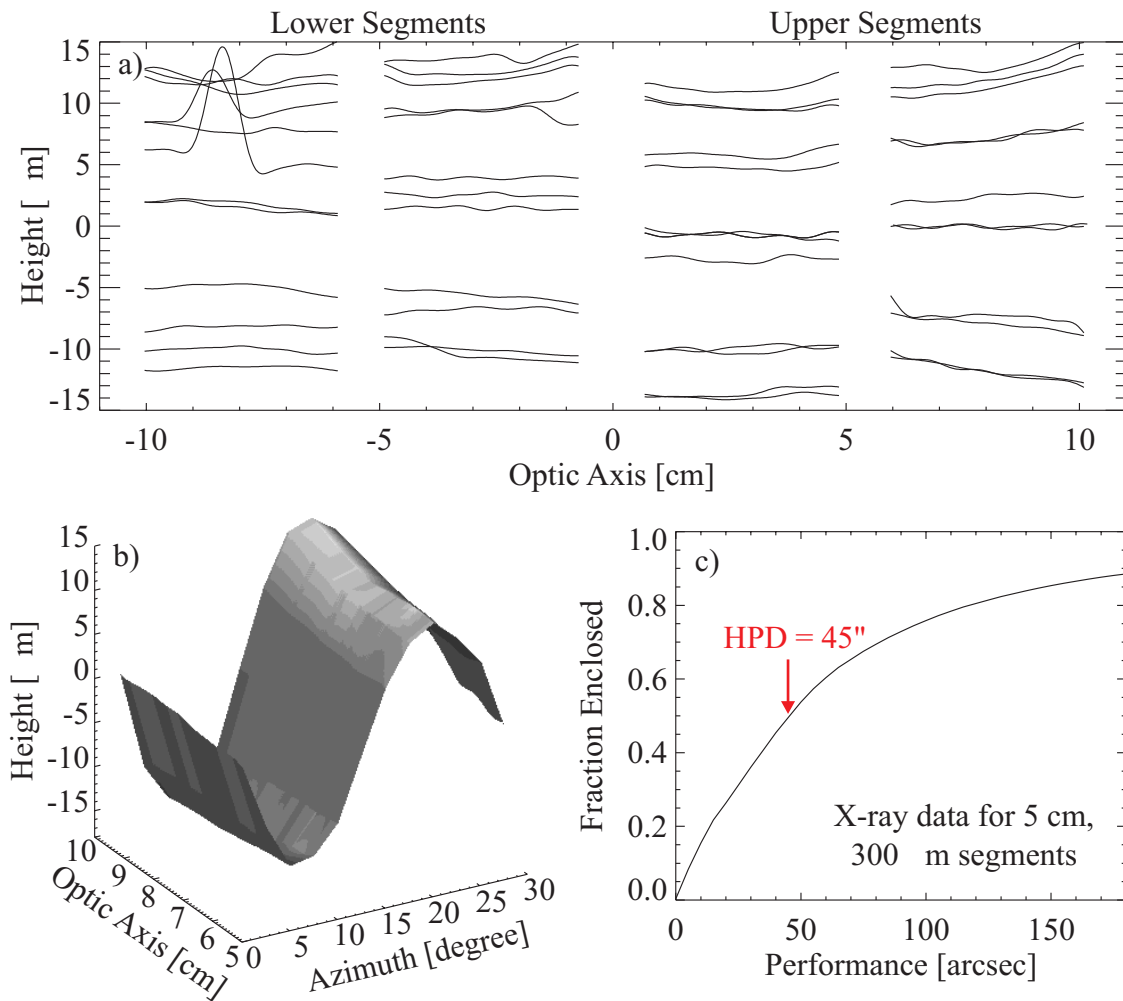 Lower Segments
Upper Segments
a)
15
10
5
0
-5
-10
-15
Height [ m]
-10
-5
0
5
10
Optic Axis [cm]
b)
15
10
5
0
-5
-10
-15
Height [ m]
10
9
8
7
6
5
Optic Axis [cm]
0
5
10
15
20
25
30
Azimuth [degree]
c)
1.0
0.8
0.6
0.4
0.2
0.0
Fraction Enclosed
HPD = 45"
X-ray data for 5 cm,
300 m segments
0
50
100
150
Performance [arcsec]